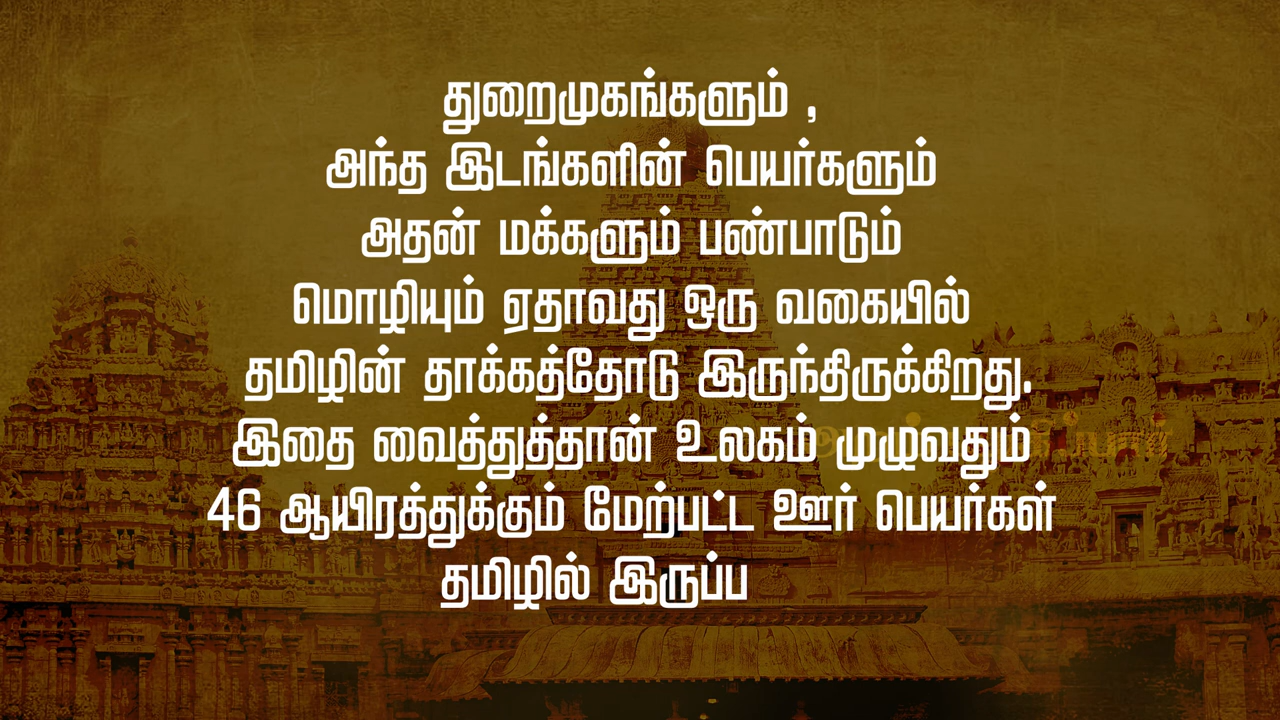 துறைமுகங்களும் ,
அந்த இடங்களின் பெயர்களும்
அதன் மக்களும் பண்பாடும்
மொழியும் ஏதாவது ஒரு வகையில்
தமிழின் தாக்கத்தோடு இருந்திருக்கிறது.
இதை வைத்துத்தான் உலகம் முழுவதும்
46 ஆயிரத்துக்கும் மேற்பட்ட ஊர் பெயர்கள்
தமிழில் இருப்ப